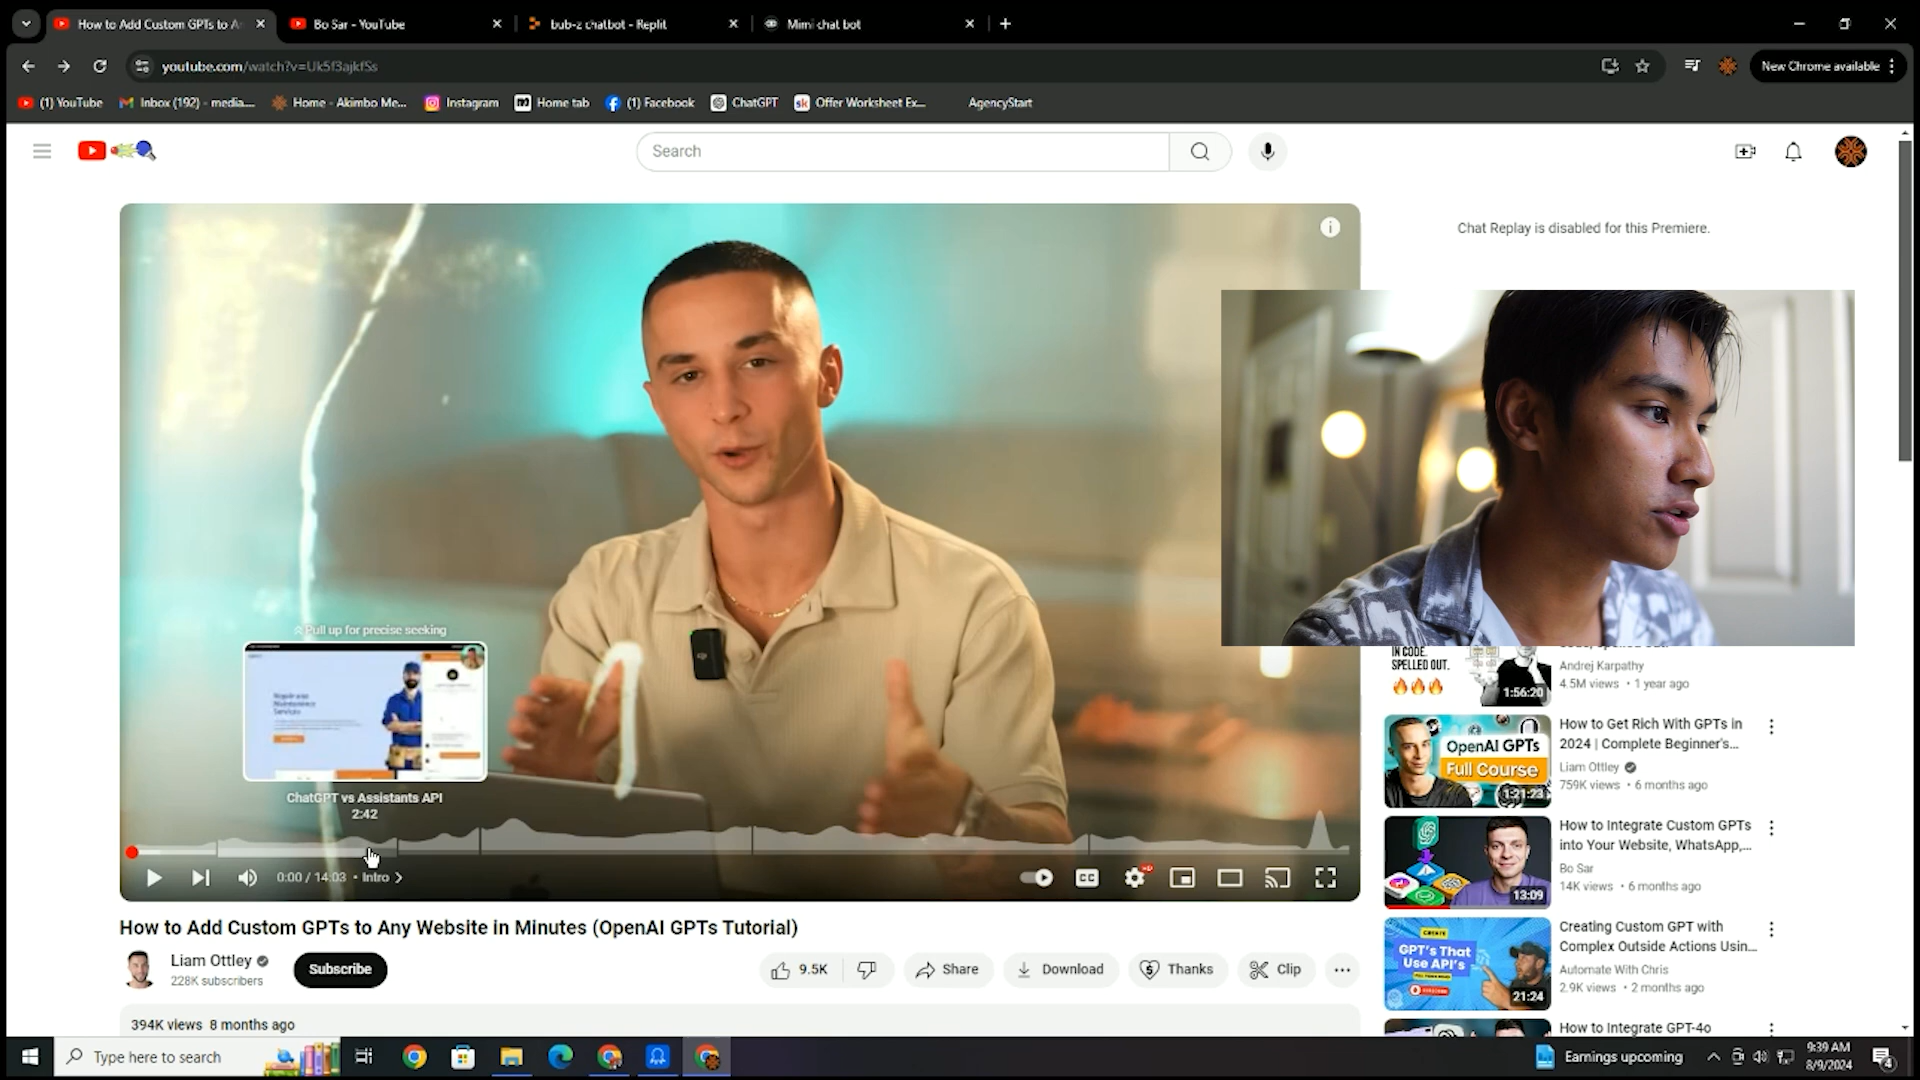 How to Add Custom GPTs to A
Bo Sar - YouTube
bub-z chatbot - Replit
Mimi chat bot
youtube.com/watch?v=Uk5f3ajkfSs
New Chrome available
(1) YouTube
Inbox (192) - media...
Home - Akimbo Me...
Instagram
Home tab
(1) Facebook
ChatGPT
Offer Worksheet Ex...
AgencyStart
Search
Chat Replay is disabled for this Premiere.
Pull up for precise seeking
ChatGPT vs Assistants API
2:42
0:00 / 14:03 • Intro
CC
HD
How to Add Custom GPTs to Any Website in Minutes (OpenAI GPTs Tutorial)
Liam Ottley
228K subscribers
Subscribe
9.5K
Share
Download
Thanks
Clip
394K views 8 months ago
IN CODE.
SPELLED OUT.
1:56:20
Andrej Karpathy
4.5M views • 1 year ago
OpenAI GPTs
Full Course
1:21:23
How to Get Rich With GPTs in
2024 | Complete Beginner's...
Liam Ottley
759K views • 6 months ago
13:09
How to Integrate Custom GPTs
into Your Website, WhatsApp,...
Bo Sar
14K views • 6 months ago
CREATE
GPT's That
Use API's
21:24
Creating Custom GPT with
Complex Outside Actions Usin...
Automate With Chris
2.9K views • 2 months ago
How to Integrate GPT-4o
Type here to search
Earnings upcoming
9:39 AM
8/9/2024
4